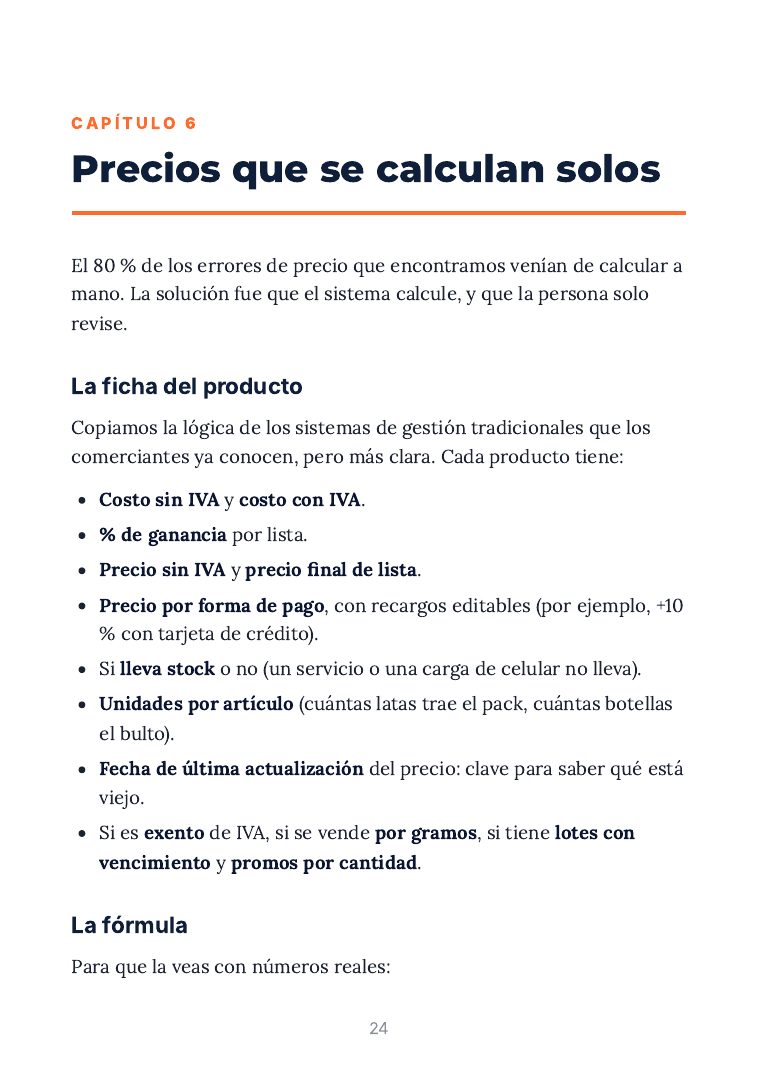 CAPÍTULO 6
Precios que se calculan solos
El 80 % de los errores de precio que encontramos venían de calcular a
mano. La solución fue que el sistema calcule, y que la persona solo
revise.
La ficha del producto
Copiamos la lógica de los sistemas de gestión tradicionales que los
comerciantes ya conocen, pero más clara. Cada producto tiene:
• Costo sin IVA y costo con IVA.
• % de ganancia por lista.
• Precio sin IVA y precio final de lista.
• Precio por forma de pago, con recargos editables (por ejemplo, +10
% con tarjeta de crédito).
• Si lleva stock o no (un servicio o una carga de celular no lleva).
• Unidades por artículo (cuántas latas trae el pack, cuántas botellas
el bulto).
• Fecha de última actualización del precio: clave para saber qué está
viejo.
• Si es exento de IVA, si se vende por gramos, si tiene lotes con
vencimiento y promos por cantidad.
La fórmula
Para que la veas con números reales:
24